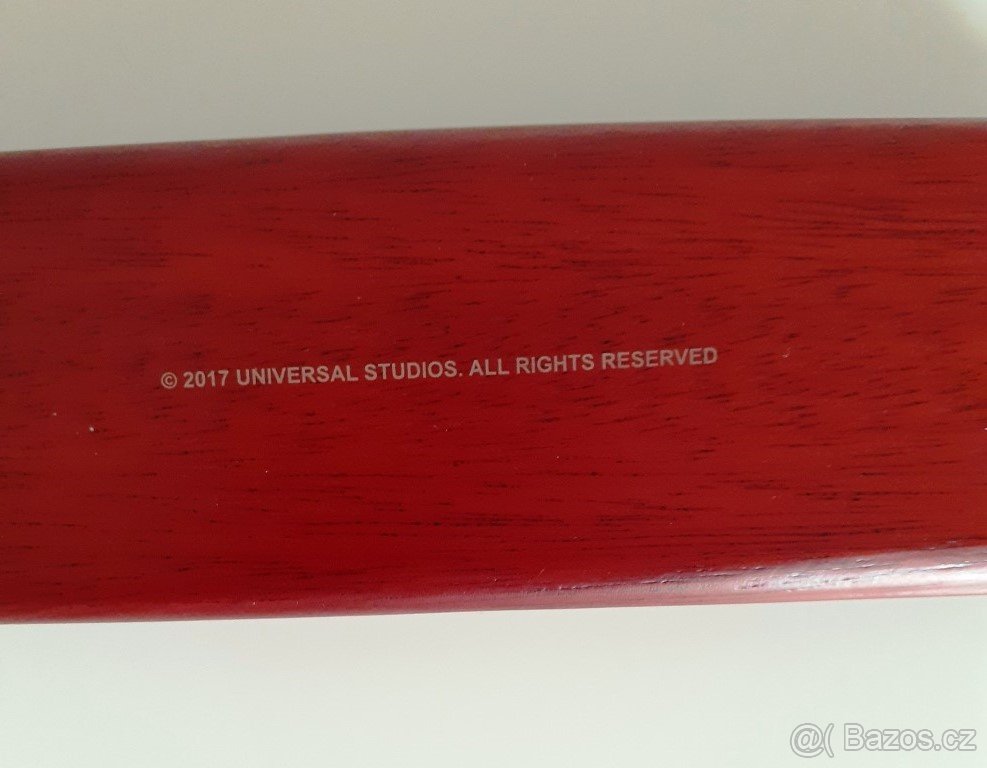 © 2017 UNIVERSAL STUDIOS. ALL RIGHTS RESERVED
@( Bazos.cz